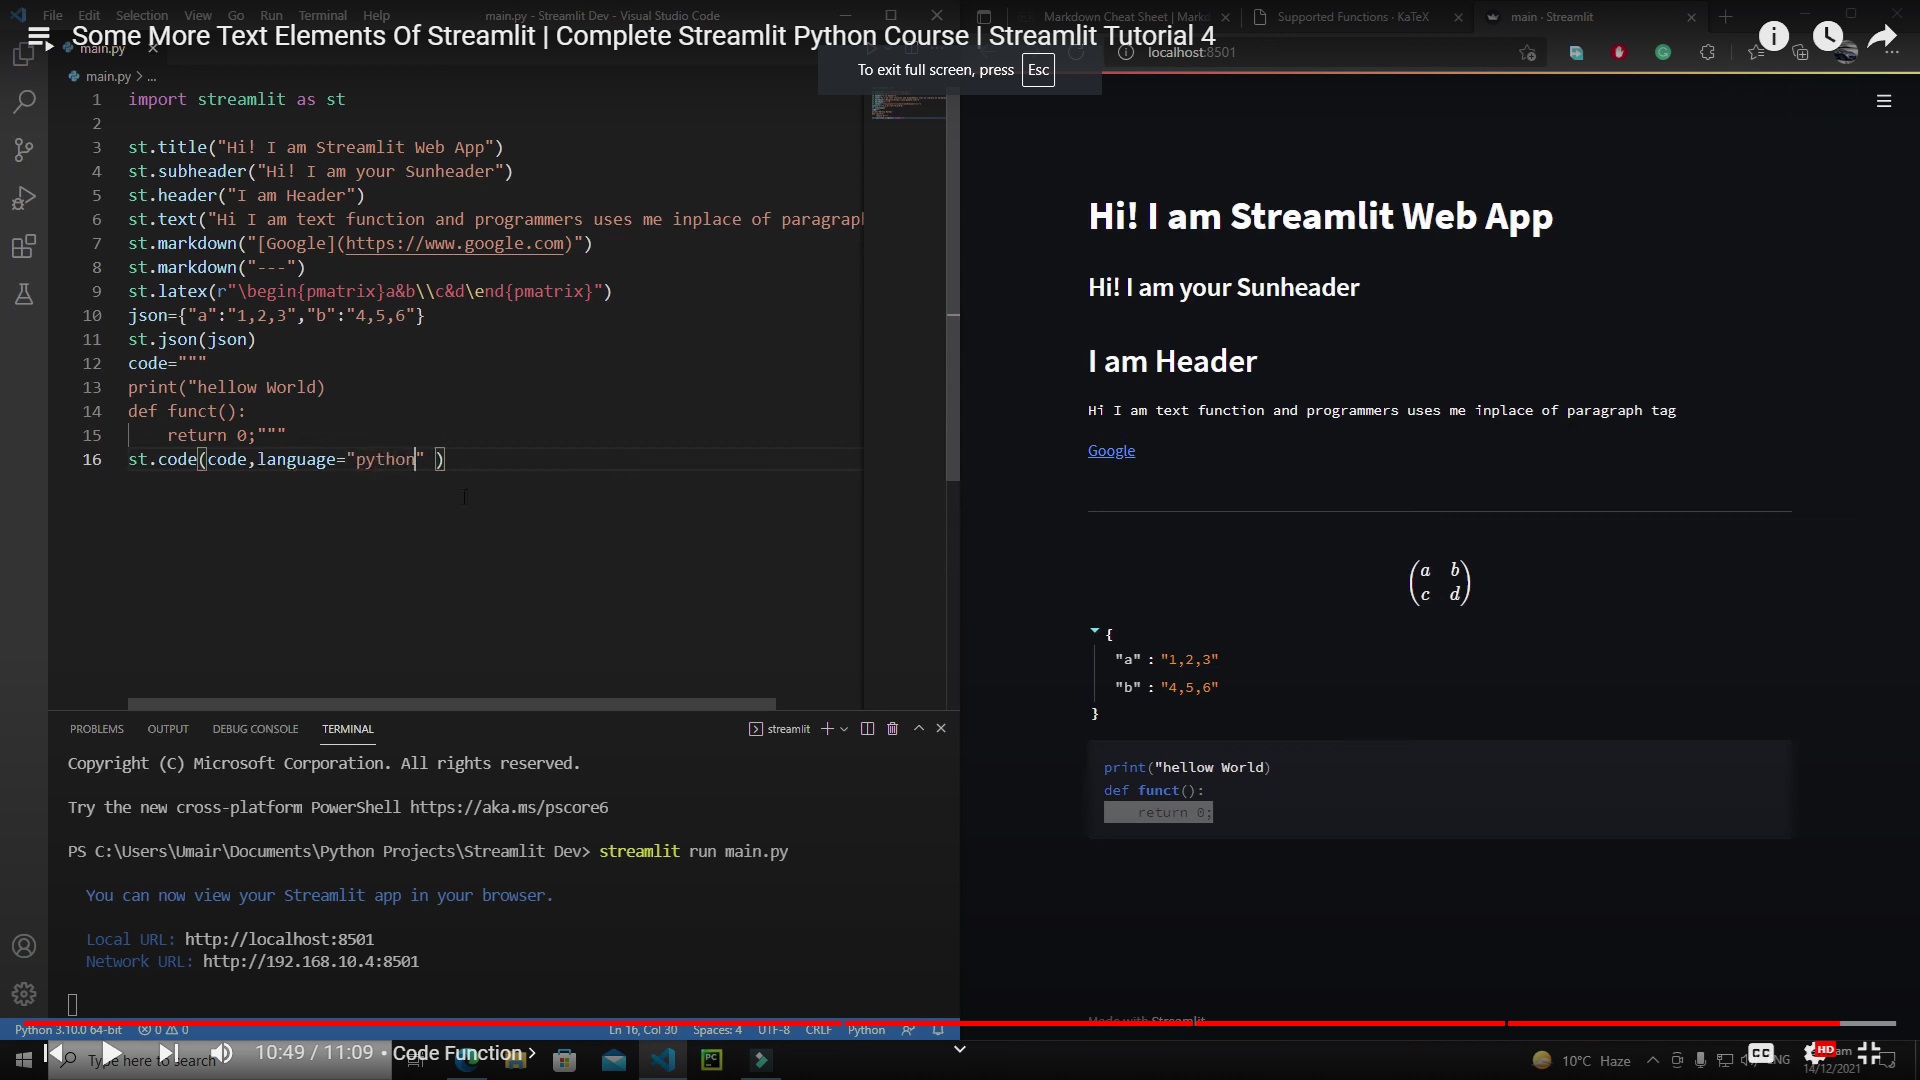 File Edit Selection View Go Run Terminal Help main.py - Streamlit Dev - Visual Studio Code
Markdown Cheat Sheet | Mark
Supported Functions · KaTeX
main · Streamlit
Some More Text Elements Of Streamlit | Complete Streamlit Python Course | Streamlit Tutorial 4
main.py
localhost:8501
To exit full screen, press Esc
main.py > ...
1 import streamlit as st
2
3 st.title("Hi! I am Streamlit Web App")
4 st.subheader("Hi! I am your Sunheader")
5 st.header("I am Header")
6 st.text("Hi I am text function and programmers uses me inplace of paragraph
7 st.markdown("[Google](https://www.google.com)")
8 st.markdown("---")
9 st.latex(r"\begin{pmatrix}a&b\\c&d\end{pmatrix}")
10 json={"a":"1,2,3","b":"4,5,6"}
11 st.json(json)
12 code="""
13 print("hellow World)
14 def funct():
15 return 0;"""
16 st.code(code,language="python" )
PROBLEMS OUTPUT DEBUG CONSOLE TERMINAL streamlit
Copyright (C) Microsoft Corporation. All rights reserved.
Try the new cross-platform PowerShell https://aka.ms/pscore6
PS C:\Users\Umair\Documents\Python Projects\Streamlit Dev> streamlit run main.py
You can now view your Streamlit app in your browser.
Local URL: http://localhost:8501
Network URL: http://192.168.10.4:8501
Hi! I am Streamlit Web App
Hi! I am your Sunheader
I am Header
Hi I am text function and programmers uses me inplace of paragraph tag
Google
a b
c d
{
"a" : "1,2,3"
"b" : "4,5,6"
}
print("hellow World)
def funct():
return 0;
Made with Streamlit
Python 3.10.0 64-bit 0 0 Ln 16, Col 30 Spaces: 4 UTF-8 CRLF Python
Type here to search
10:49 / 11:09 • Code Function >
PC
10°C Haze
CC
HD
14/12/2021